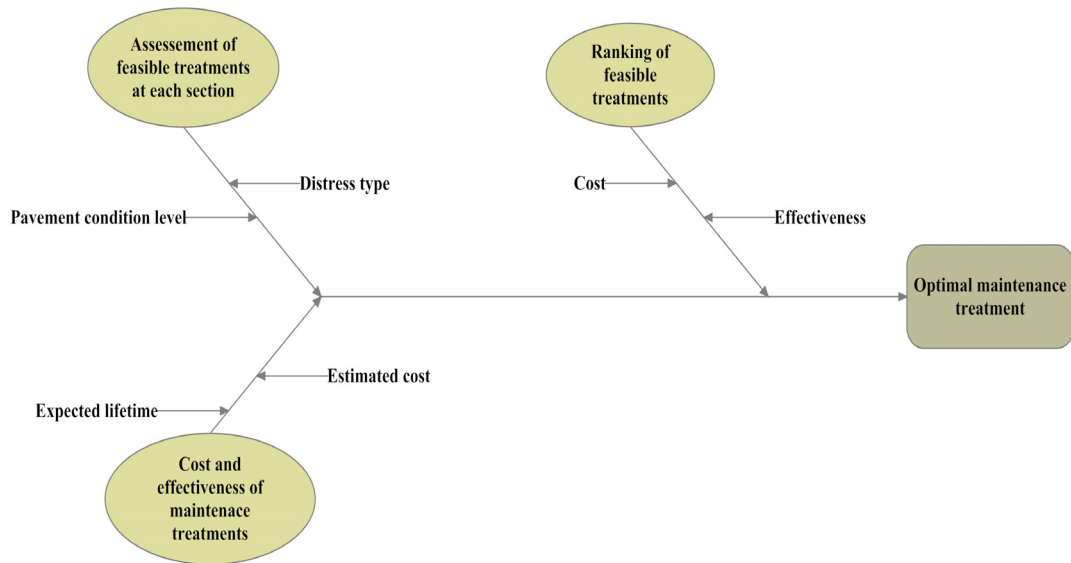 Assessement of
feasible treatments
at each section
Ranking of
feasible
treatments
Distress type
Cost
Pavement condition level
Effectiveness
Optimal maintenance
treatment
Estimated cost
Expected lifetime
Cost and
effectiveness of
maintenace
treatments